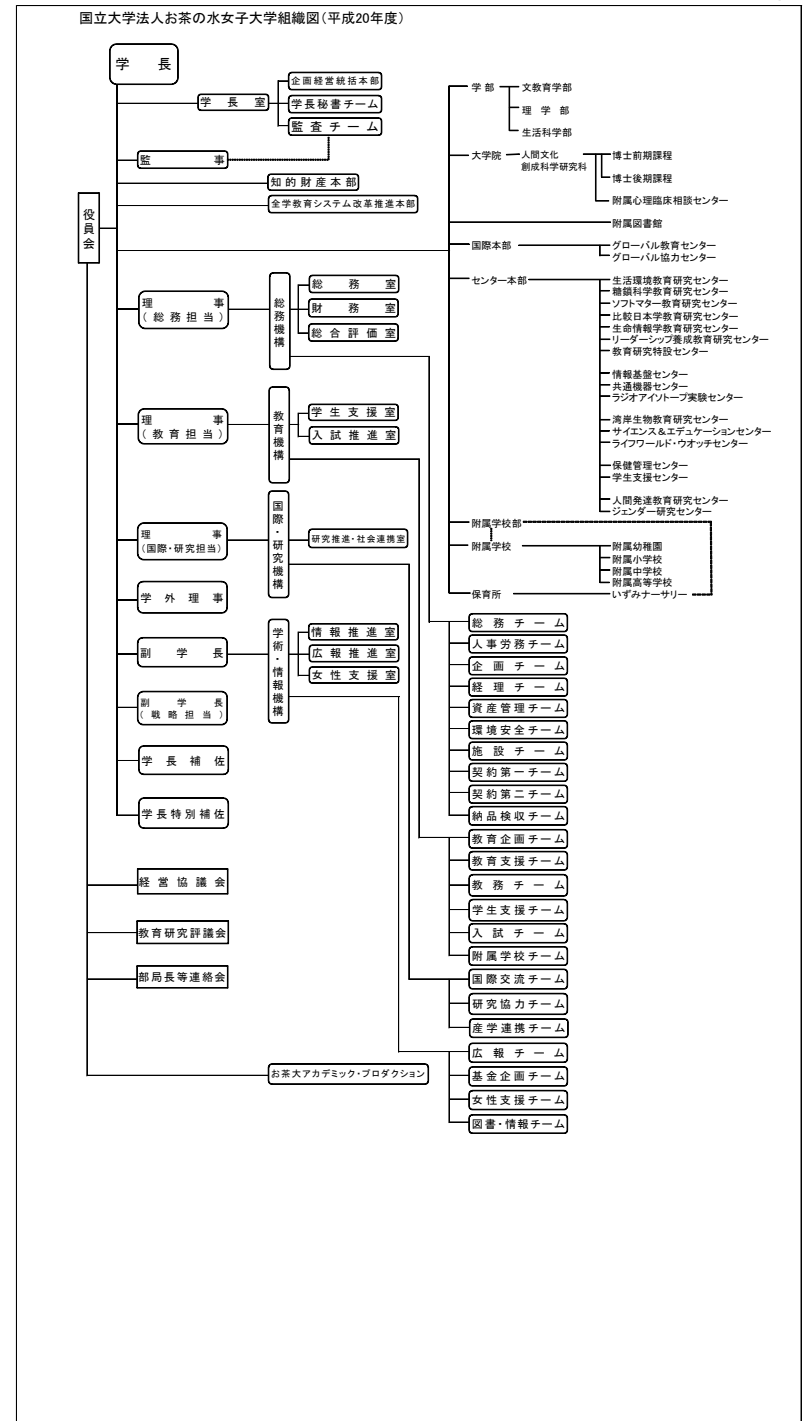 国立大学法人お茶の水女子大学組織図(平成20年度)
学長
学長室
企画経営統括本部
学長秘書チーム
監査チーム
監事
知的財産本部
全学教育システム改革推進本部
役員会
理事
(総務担当)
総務機構
総務室
財務室
総合評価室
理事
(教育担当)
教育機構
学生支援室
入試推進室
理事
(国際・研究担当)
国際・研究機構
研究推進・社会連携室
学外理事
副学長
学術・情報機構
情報推進室
広報推進室
女性支援室
副学長
(戦略担当)
学長補佐
学長特別補佐
経営協議会
教育研究評議会
部局長等連絡会
お茶大アカデミック・プロダクション
学部
文教育学部
理学部
生活科学部
大学院
人間文化
創成科学研究科
博士前期課程
博士後期課程
附属心理臨床相談センター
附属図書館
国際本部
グローバル教育センター
グローバル協力センター
センター本部
生活環境教育研究センター
糖鎖科学教育研究センター
ソフトマター教育研究センター
比較日本学教育研究センター
生命情報学教育研究センター
リーダーシップ養成教育研究センター
教育研究特設センター
情報基盤センター
共通機器センター
ラジオアイソトープ実験センター
湾岸生物教育研究センター
サイエンス&エデュケーションセンター
ライフワールド・ウオッチセンター
保健管理センター
学生支援センター
人間発達教育研究センター
ジェンダー研究センター
附属学校部
附属学校
附属幼稚園
附属小学校
附属中学校
附属高等学校
保育所
いずみナーサリー
総務チーム
人事労務チーム
企画チーム
経理チーム
資産管理チーム
環境安全チーム
施設チーム
契約第一チーム
契約第二チーム
納品検収チーム
教育企画チーム
教育支援チーム
教務チーム
学生支援チーム
入試チーム
附属学校チーム
国際交流チーム
研究協力チーム
産学連携チーム
広報チーム
基金企画チーム
女性支援チーム
図書・情報チーム